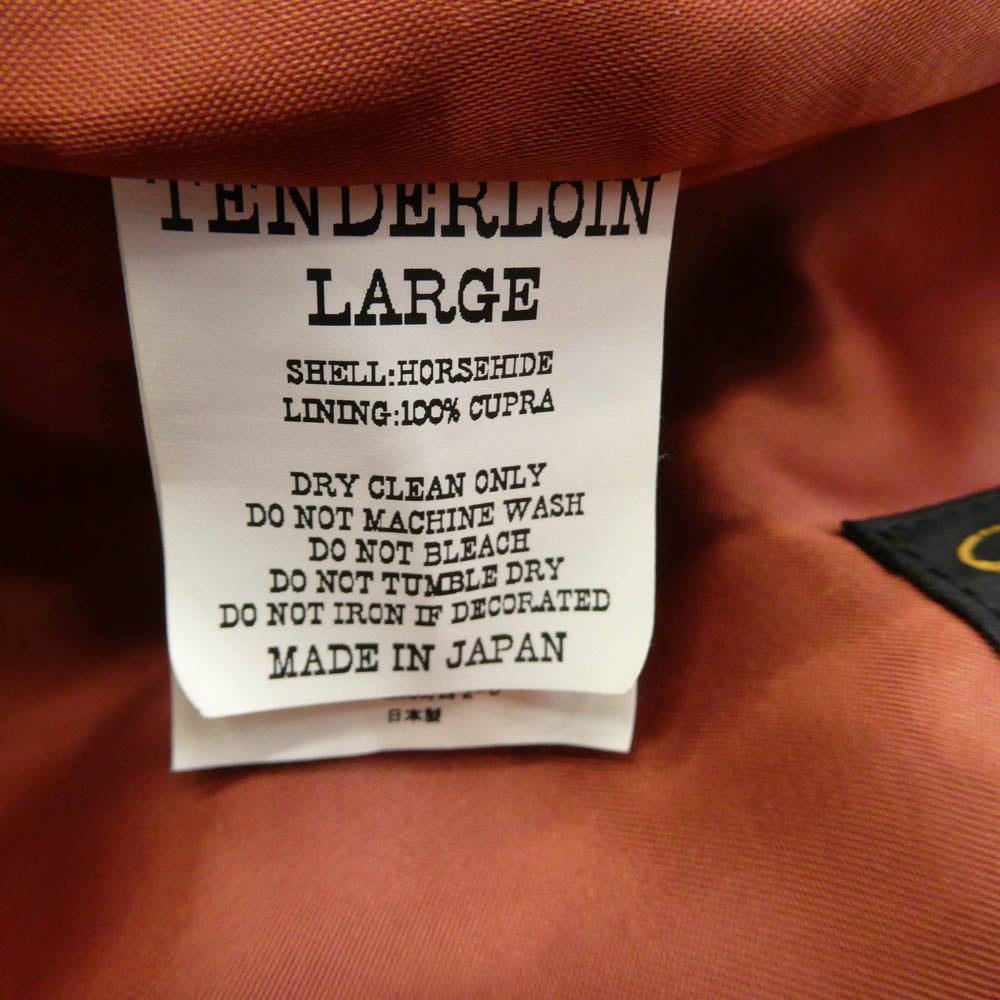 TENDERLOIN
LARGE
SHELL:HORSEHIDE
LINING:100% CUPRA
DRY CLEAN ONLY
DO NOT MACHINE WASH
DO NOT BLEACH
DO NOT TUMBLE DRY
DO NOT IRON IF DECORATED
MADE IN JAPAN
日本製